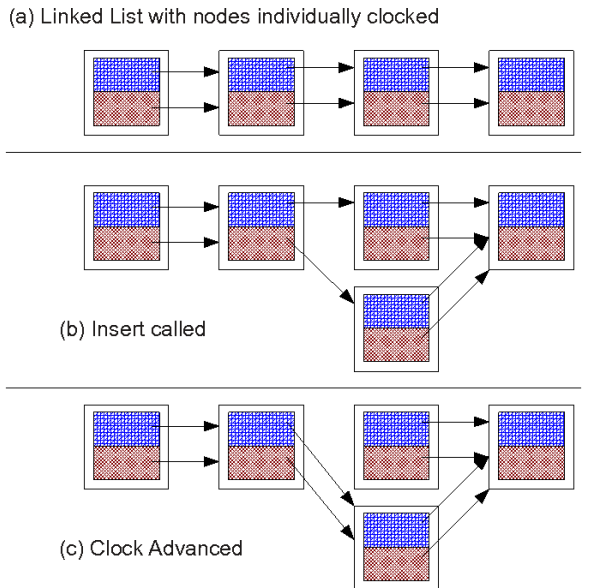 (a) Linked List with nodes individually clocked
(b) Insert called
(c) Clock Advanced